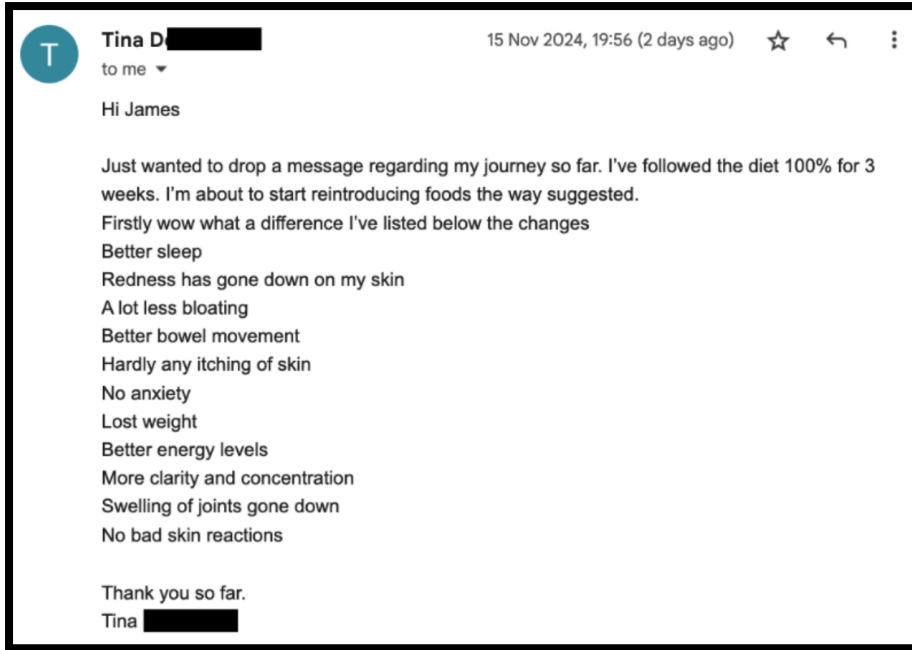 T
Tina D
15 Nov 2024, 19:56 (2 days ago)
to me
Hi James
Just wanted to drop a message regarding my journey so far. I've followed the diet 100% for 3
weeks. I'm about to start reintroducing foods the way suggested.
Firstly wow what a difference I've listed below the changes
Better sleep
Redness has gone down on my skin
A lot less bloating
Better bowel movement
Hardly any itching of skin
No anxiety
Lost weight
Better energy levels
More clarity and concentration
Swelling of joints gone down
No bad skin reactions
Thank you so far.
Tina